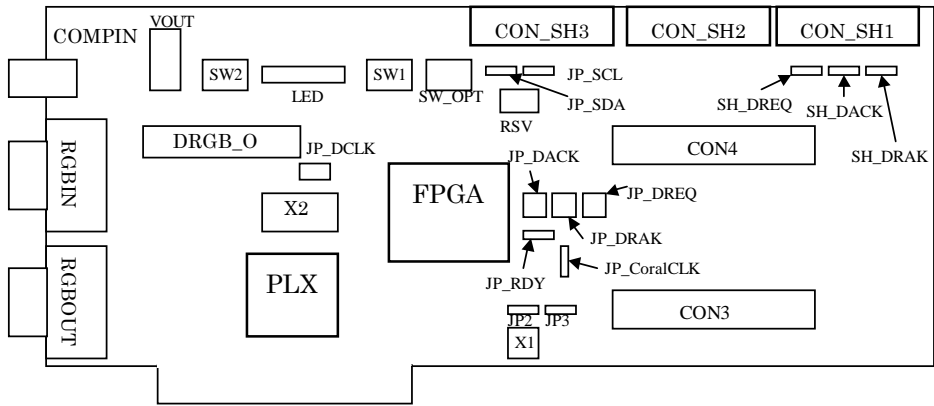 VOUT
COMPIN
CON_SH3
CON_SH2
CON_SH1
SW2
LED
SW1
SW_OPT
JP_SCL
JP_SDA
SH_DREQ
SH_DACK
SH_DRAK
RSV
DRGB_O
JP_DCLK
JP_DACK
CON4
RGBIN
X2
FPGA
JP_DREQ
JP_DRAK
JP_RDY
JP_CoralCLK
RGBOUT
PLX
CON3
JP2
JP3
X1